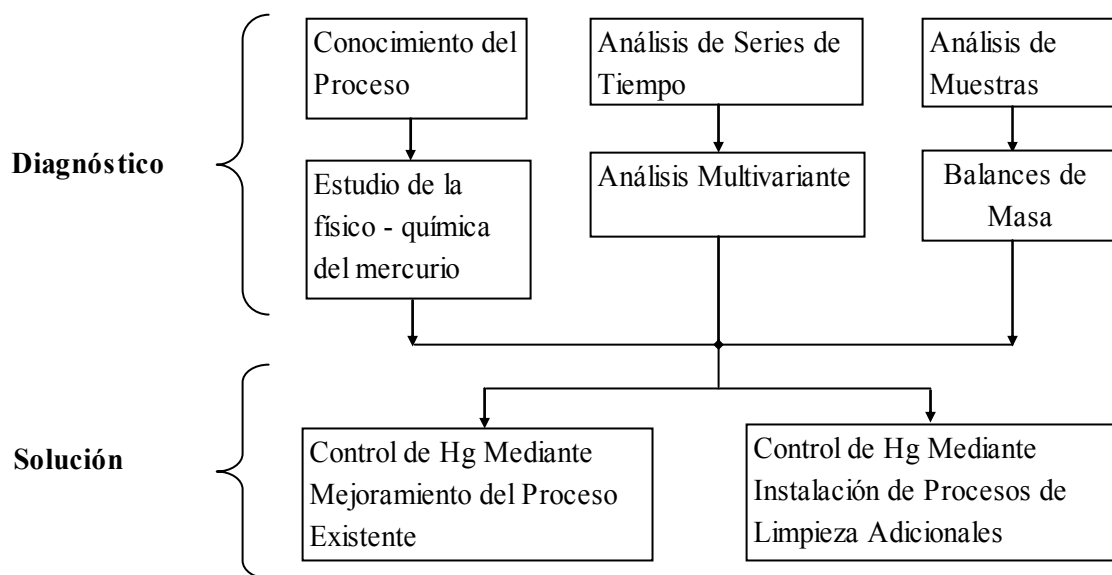 Diagnóstico
Conocimiento del
Proceso
Análisis de Series de
Tiempo
Análisis de
Muestras
Estudio de la
físico - química
del mercurio
Análisis Multivariante
Balances de
Masa
Solución
Control de Hg Mediante
Mejoramiento del Proceso
Existente
Control de Hg Mediante
Instalación de Procesos de
Limpieza Adicionales